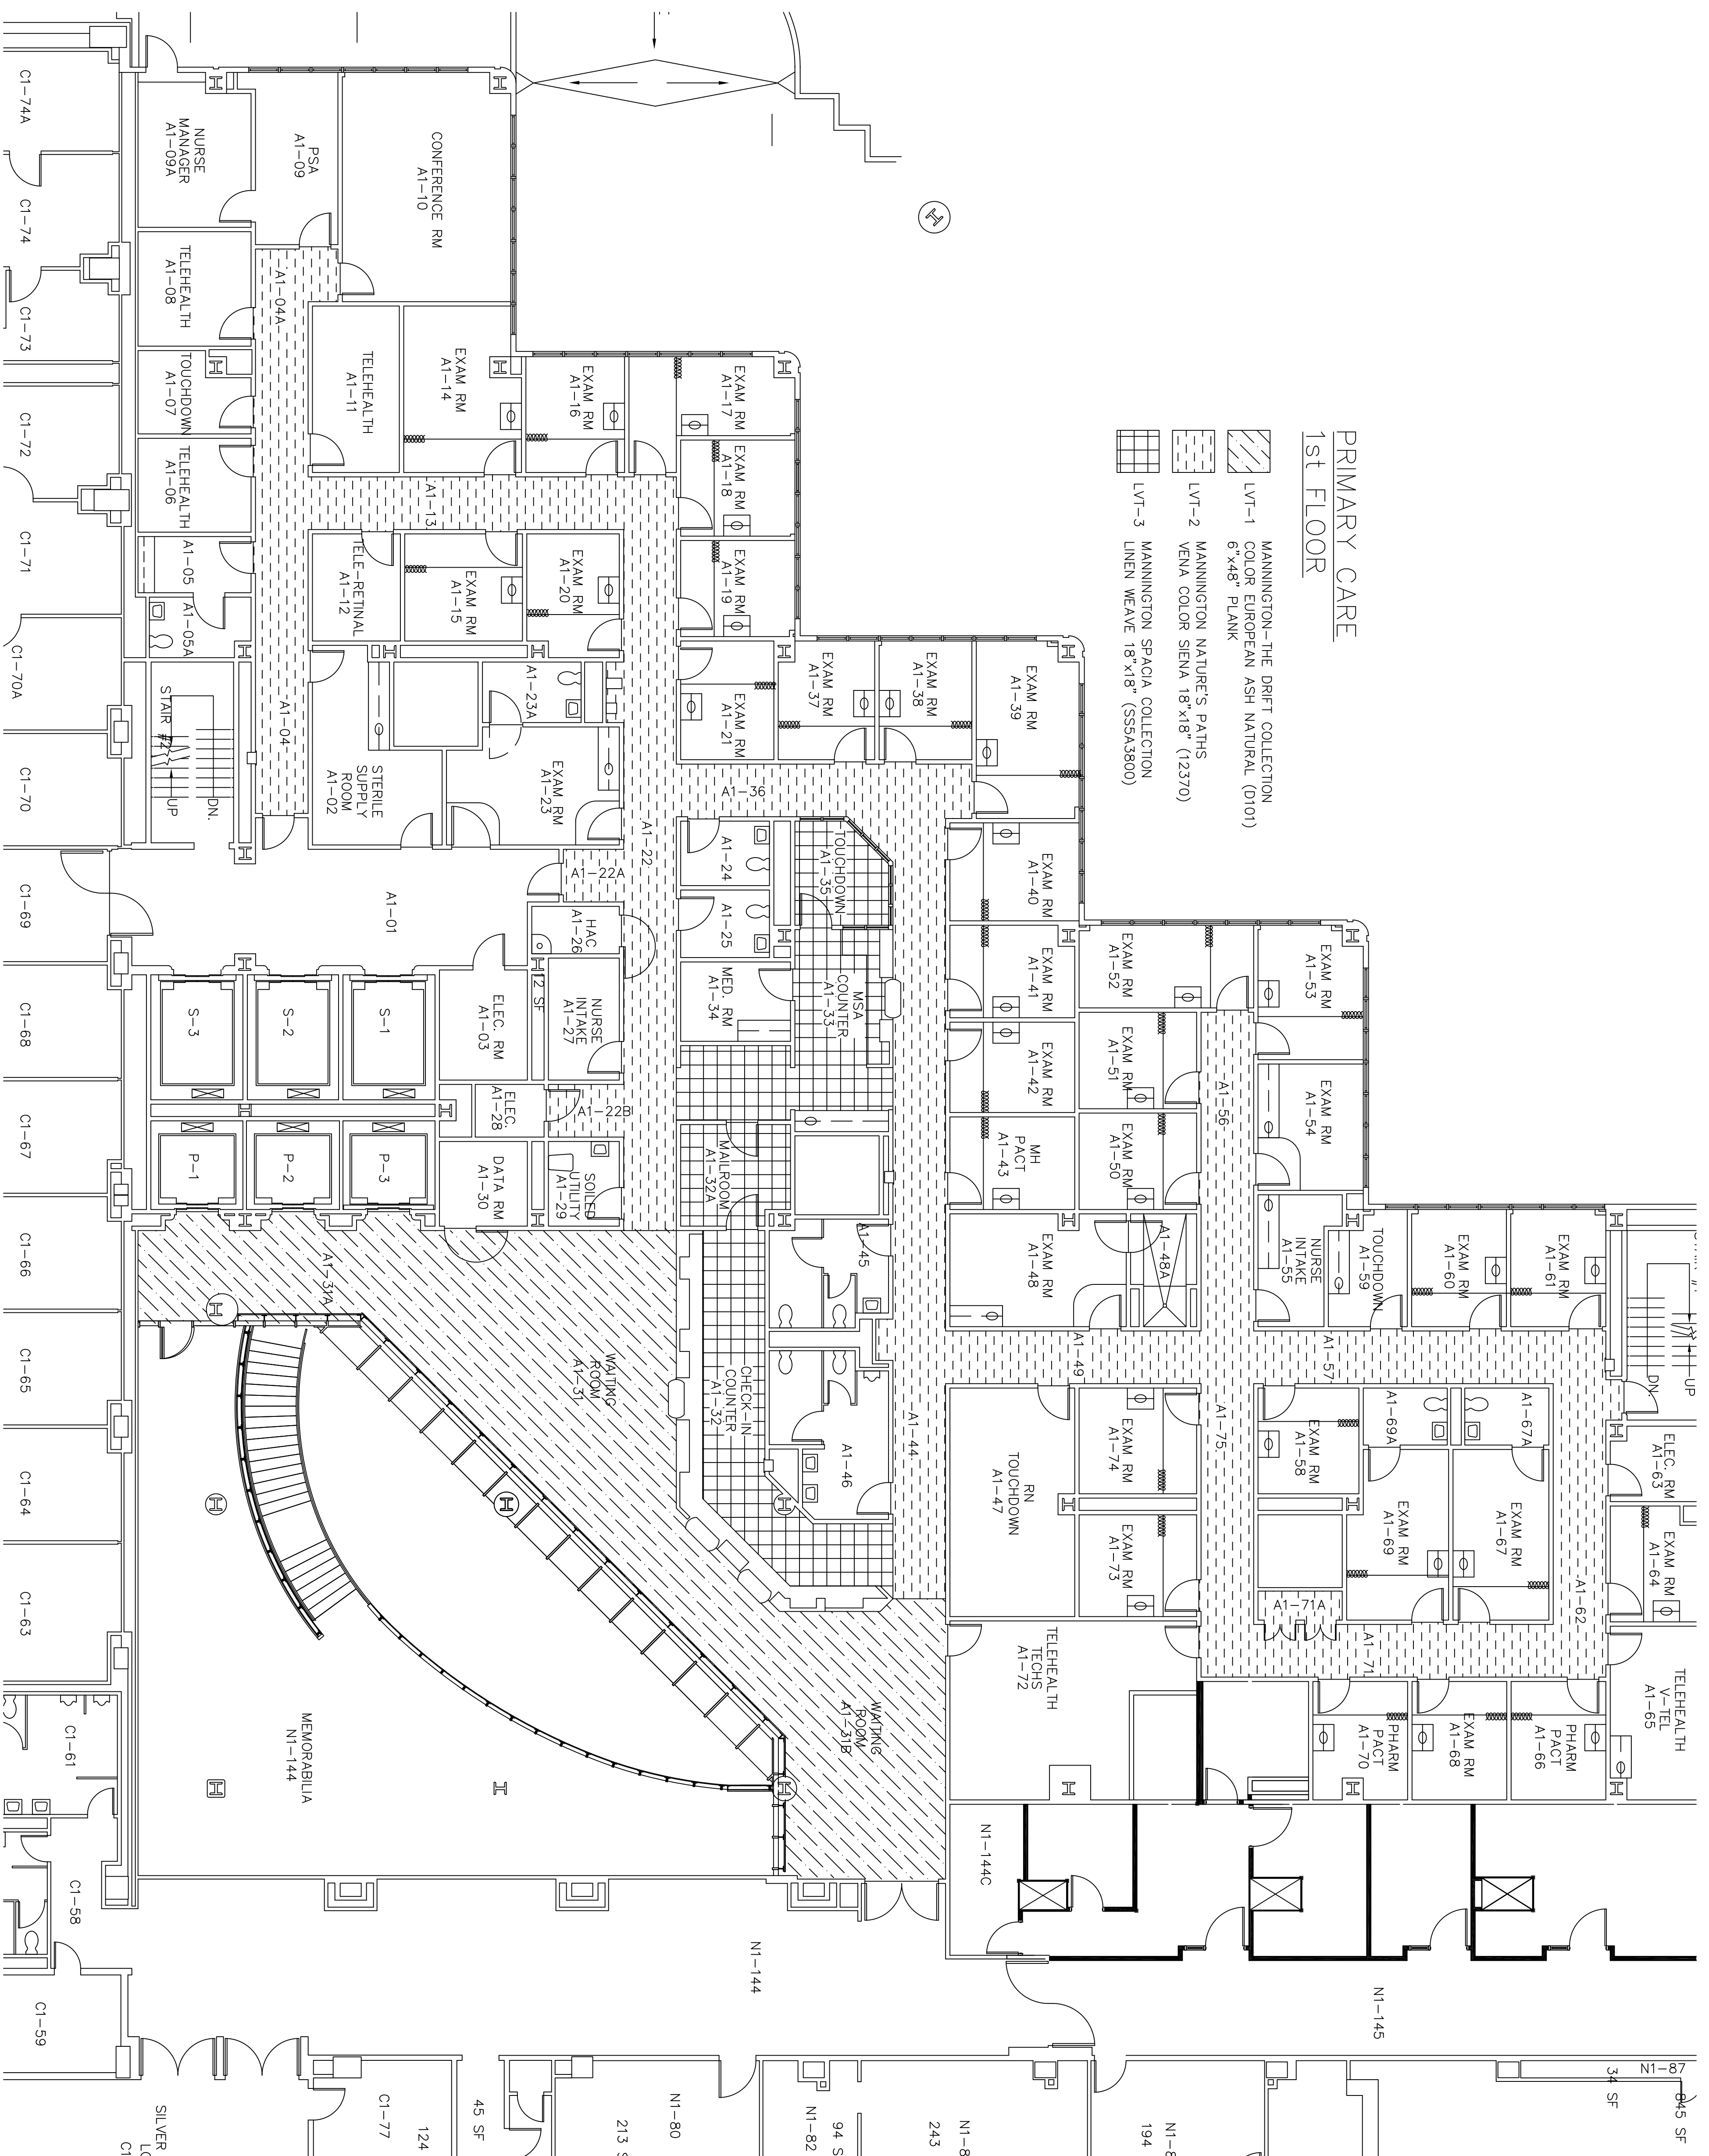 PRIMARY CARE
1st FLOOR
LVT-1 MANNINGTON-THE DRIFT COLLECTION
COLOR EUROPEAN ASH NATURAL (D101)
6"x48" PLANK
LVT-2 MANNINGTON NATURE'S PATHS
VENA COLOR SIENA 18"x18" (12370)
LVT-3 MANNINGTON SPACIA COLLECTION
LINEN WEAVE 18"x18" (SS5A3800)
C1-74A
C1-74
C1-73
C1-72
C1-71
C1-70A
C1-70
C1-69
C1-68
C1-67
C1-66
C1-65
C1-64
C1-63
C1-61
C1-58
C1-59
NURSE
MANAGER
A1-09A
PSA
A1-09
CONFERENCE RM
A1-10
TELEHEALTH
A1-08
A1-04A
TOUCHDOWN
A1-07
TELEHEALTH
A1-06
A1-05
A1-05A
TELEHEALTH
A1-11
EXAM RM
A1-14
EXAM RM
A1-16
EXAM RM
A1-17
EXAM RM
A1-18
EXAM RM
A1-19
A1-13
TELE-RETINAL
A1-12
EXAM RM
A1-15
EXAM RM
A1-20
EXAM RM
A1-21
EXAM RM
A1-37
EXAM RM
A1-38
EXAM RM
A1-39
STAIR #2
UP
DN.
A1-04
STERILE
SUPPLY
ROOM
A1-02
A1-23A
EXAM RM
A1-23
A1-22
A1-36
A1-22A
A1-24
A1-25
TOUCHDOWN
A1-35
A1-01
HAC
A1-26
2 SF
NURSE
INTAKE
A1-27
ELEC. RM
A1-03
MED. RM
A1-34
MSA
COUNTER
A1-33
EXAM RM
A1-40
EXAM RM
A1-41
EXAM RM
A1-42
MH
PACT
A1-43
EXAM RM
A1-52
EXAM RM
A1-51
EXAM RM
A1-50
EXAM RM
A1-53
EXAM RM
A1-54
A1-56
S-3
S-2
S-1
P-1
P-2
P-3
ELEC.
A1-28
A1-22B
DATA RM
A1-30
SOILED
UTILITY
A1-29
MAILROOM
A1-32A
A1-45
EXAM RM
A1-48
A1-48A
NURSE
INTAKE
A1-55
TOUCHDOWN
A1-59
EXAM RM
A1-60
EXAM RM
A1-61
UP
DN.
A1-31A
WAITING
ROOM
A1-31
CHECK-IN
COUNTER
A1-32
A1-46
A1-44
A1-49
A1-57
A1-75
RN
TOUCHDOWN
A1-47
EXAM RM
A1-74
EXAM RM
A1-73
EXAM RM
A1-58
A1-69A
A1-67A
EXAM RM
A1-69
EXAM RM
A1-67
ELEC. RM
A1-63
EXAM RM
A1-64
A1-62
A1-71A
A1-71
TELEHEALTH
TECHS
A1-72
PHARM
PACT
A1-70
EXAM RM
A1-68
PHARM
PACT
A1-66
TELEHEALTH
V-TEL
A1-65
WAITING
ROOM
A1-31B
MEMORABILIA
N1-144
N1-144C
N1-144
N1-145
N1-87
34 SF
845 SF
SILVER
C1-77
124
45 SF
N1-80
213
N1-82
94 S
243
194